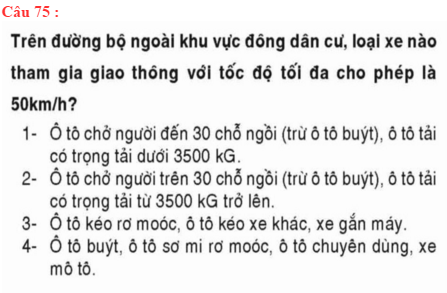 Câu 75 :
Trên đường bộ ngoài khu vực đông dân cư, loại xe nào
tham gia giao thông với tốc độ tối đa cho phép là
50km/h?
1- Ô tô chở người đến 30 chỗ ngồi (trừ ô tô buýt), ô tô tải
có trọng tải dưới 3500 kG.
2- Ô tô chở người trên 30 chỗ ngồi (trừ ô tô buýt), ô tô tải
có trọng tải từ 3500 kG trở lên.
3- Ô tô kéo rơ moóc, ô tô kéo xe khác, xe gắn máy.
4- Ô tô buýt, ô tô sơ mi rơ moóc, ô tô chuyên dùng, xe
mô tô.